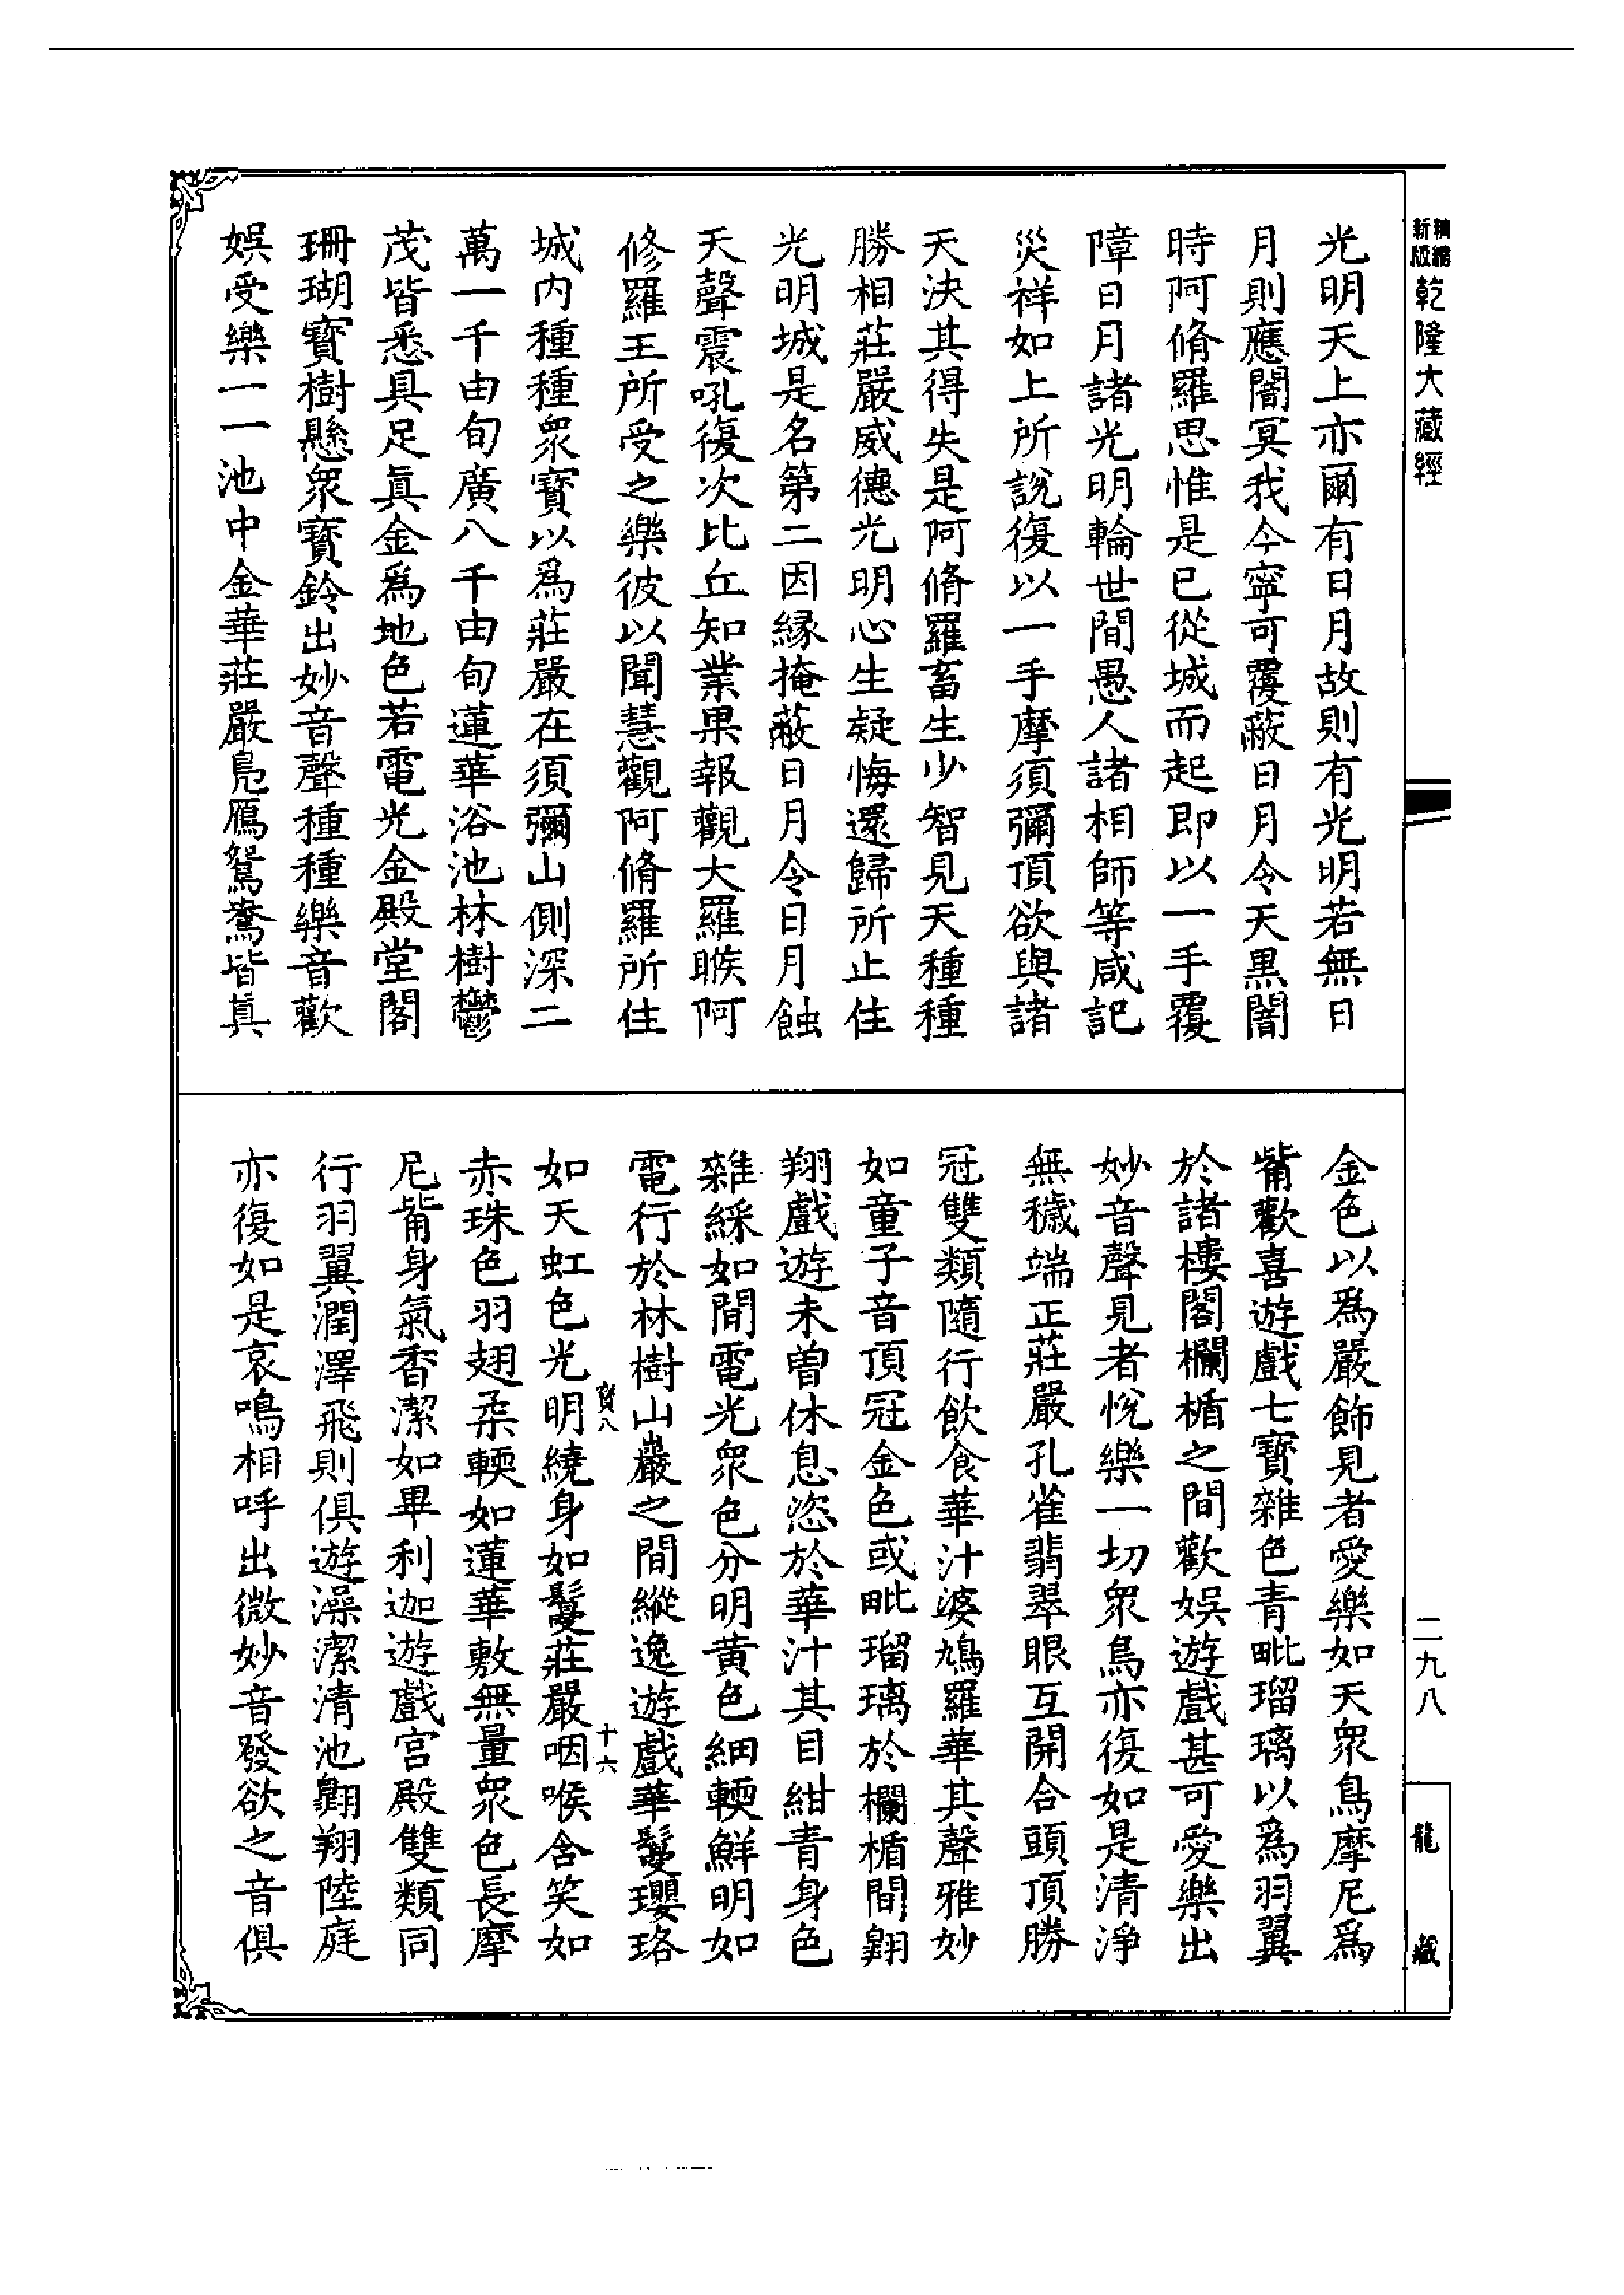 新版精縮乾隆大藏經
二九八
龍藏
光明天上亦爾有日月故則有光明若無日
月則應闇冥我今寧可覆蔽日月令天黑闇
時阿脩羅思惟是已從城而起即以一手覆
障日月諸光明輪世間愚人諸相師等咸記
災祥如上所說復以一手摩須彌頂欲與諸
天決其得失是阿脩羅畜生少智見天種種
勝相莊嚴威德光明心生疑悔還歸所止住
光明城是名第二因緣掩蔽日月令日月蝕
天聲震吼復次比丘知業果報觀大羅睺阿
修羅王所受之樂彼以聞慧觀阿脩羅所住
城内種種衆寶以爲莊嚴在須彌山側深二
萬一千由旬廣八千由旬蓮華浴池林樹鬱
茂皆悉具足眞金爲地色若電光金殿堂閣
珊瑚寶樹懸衆寶鈴出妙音聲種種樂音歡
娛受樂一一池中金華莊嚴鳬鴈鴛鴦皆真
金色以爲嚴飾見者愛樂如天衆鳥摩尼爲
觜歡喜遊戲七寶雜色青毗瑠璃以爲羽翼
於諸樓閣欄楯之間歡娛遊戲甚可愛樂出
妙音聲見者悅樂一切衆鳥亦復如是清淨
無穢端正莊嚴孔雀翡翠眼互開合頭頂勝
冠雙類隨行飲食華汁婆鳩羅華其聲雅妙
如童子音頂冠金色或毗瑠璃於欄楯間翱
翔戲遊未曾休息恣於華汁其目紺青身色
雜綵如間電光衆色分明黄色細輭鮮明如
電行於林樹山巖之間縱逸遊戲華鬘瓔珞
寶八 十六
如天虹色光明繞身如鬘莊嚴咽喉含笑如
赤珠色羽翅柔輭如蓮華敷無量衆色長摩
尼觜身氣香潔如畢利迦遊戲宫殿雙類同
行羽翼潤澤飛則俱遊澡潔清池翱翔陸庭
亦復如是哀鳴相呼出微妙音發欲之音俱